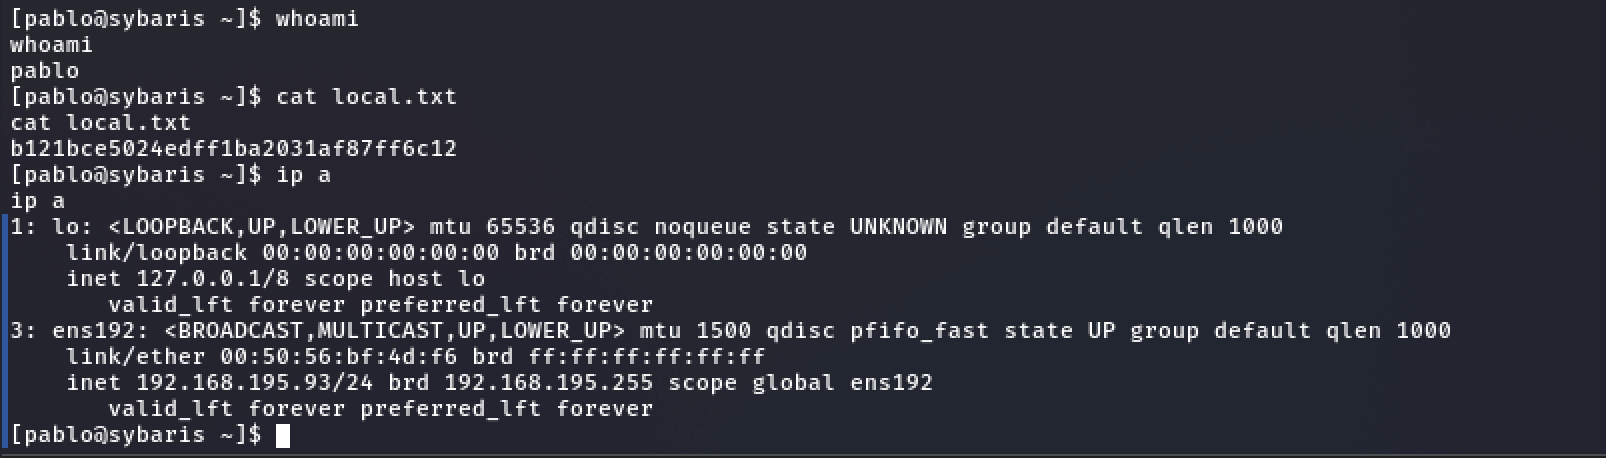 [pablo@sybaris ~]$ whoami
whoami
pablo
[pablo@sybaris ~]$ cat local.txt
cat local.txt
b121bce5024edff1ba2031af87ff6c12
[pablo@sybaris ~]$ ip a
ip a
1: lo: <LOOPBACK,UP,LOWER_UP> mtu 65536 qdisc noqueue state UNKNOWN group default qlen 1000
    link/loopback 00:00:00:00:00:00 brd 00:00:00:00:00:00
    inet 127.0.0.1/8 scope host lo
       valid_lft forever preferred_lft forever
3: ens192: <BROADCAST,MULTICAST,UP,LOWER_UP> mtu 1500 qdisc pfifo_fast state UP group default qlen 1000
    link/ether 00:50:56:bf:4d:f6 brd ff:ff:ff:ff:ff:ff
    inet 192.168.195.93/24 brd 192.168.195.255 scope global ens192
       valid_lft forever preferred_lft forever
[pablo@sybaris ~]$